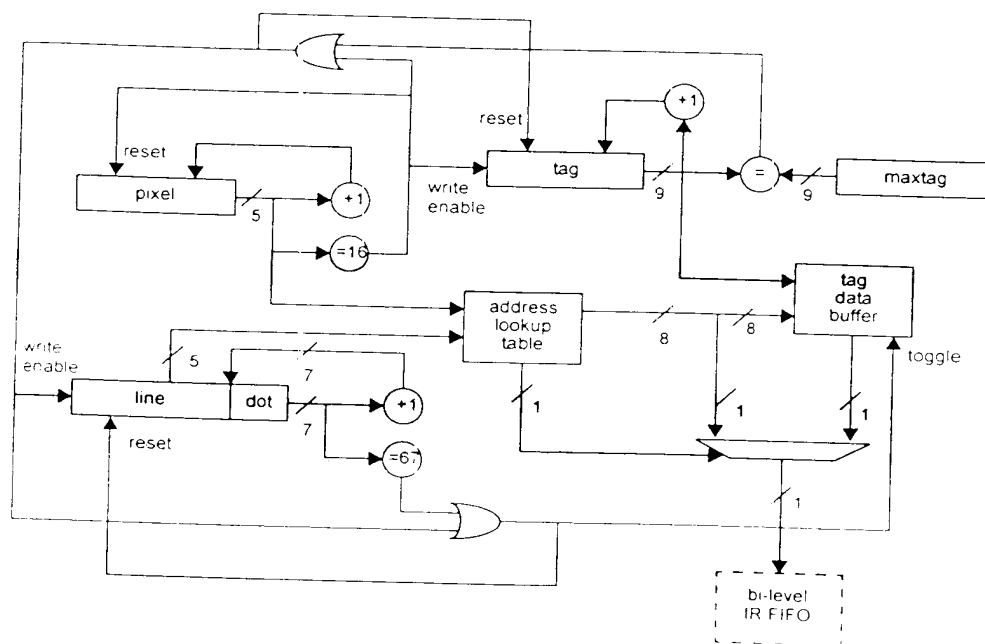 +1
reset
reset
tag
=
maxtag
pixel
5
+1
write
enable
9
9
=16
address
lookup
table
tag
data
buffer
8
8
write
enable
5
7
toggle
line
dot
7
+1
1
1
1
reset
=67
1
bi-level
IR FIFO